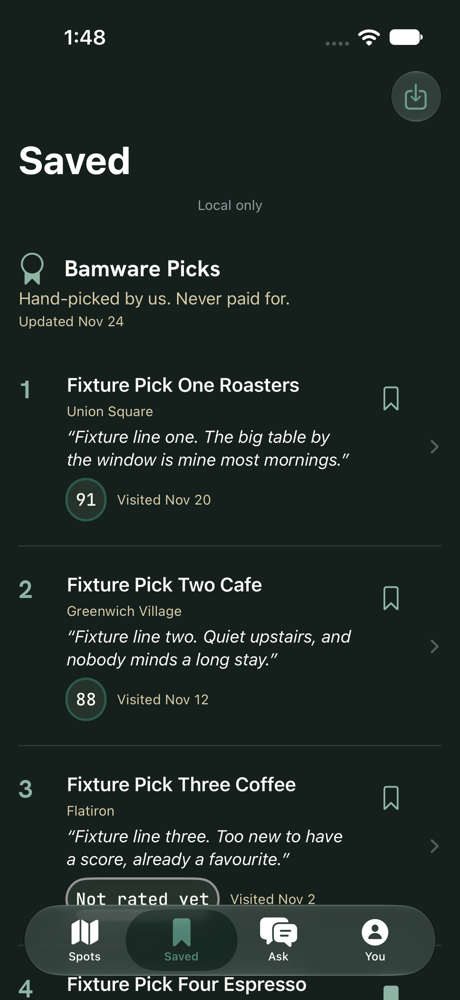 1:48
Saved
Local only
Bamware Picks
Hand-picked by us. Never paid for.
Updated Nov 24
1
Fixture Pick One Roasters
Union Square
“Fixture line one. The big table by
the window is mine most mornings.”
91
Visited Nov 20
2
Fixture Pick Two Cafe
Greenwich Village
“Fixture line two. Quiet upstairs, and
nobody minds a long stay.”
88
Visited Nov 12
3
Fixture Pick Three Coffee
Flatiron
“Fixture line three. Too new to have
a score, already a favourite.”
Not rated yet
Visited Nov 2
4
Fixture Pick Four Espresso
Spots
Saved
Ask
You